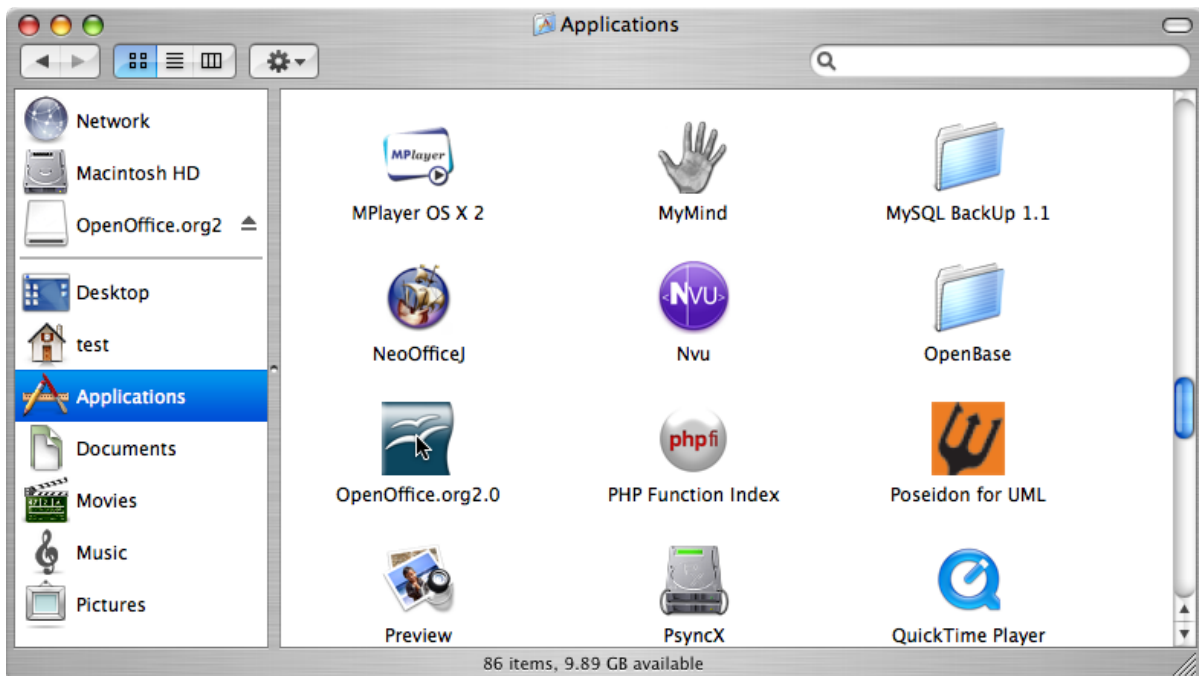 Applications
Network
Macintosh HD
OpenOffice.org2
Desktop
test
Applications
Documents
Movies
Music
Pictures
MPlayer
MPlayer OS X 2
MyMind
MySQL BackUp 1.1
<NVU>
NeoOfficeJ
Nvu
OpenBase
php fi
OpenOffice.org2.0
PHP Function Index
Poseidon for UML
Preview
PsyncX
QuickTime Player
86 items, 9.89 GB available